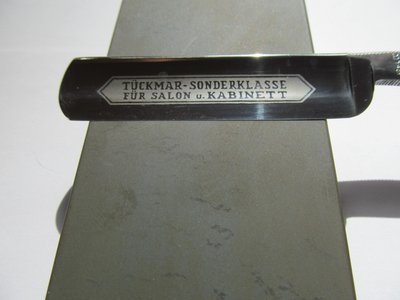 TÜCKMAR-SONDERKLASSE
FÜR SALON u. KABINETT